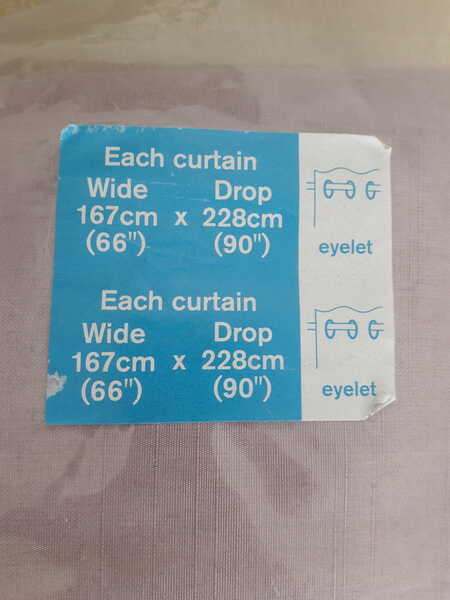 Each curtain
Wide Drop
167cm x 228cm
(66") (90")
eyelet
Each curtain
Wide Drop
167cm x 228cm
(66") (90")
eyelet